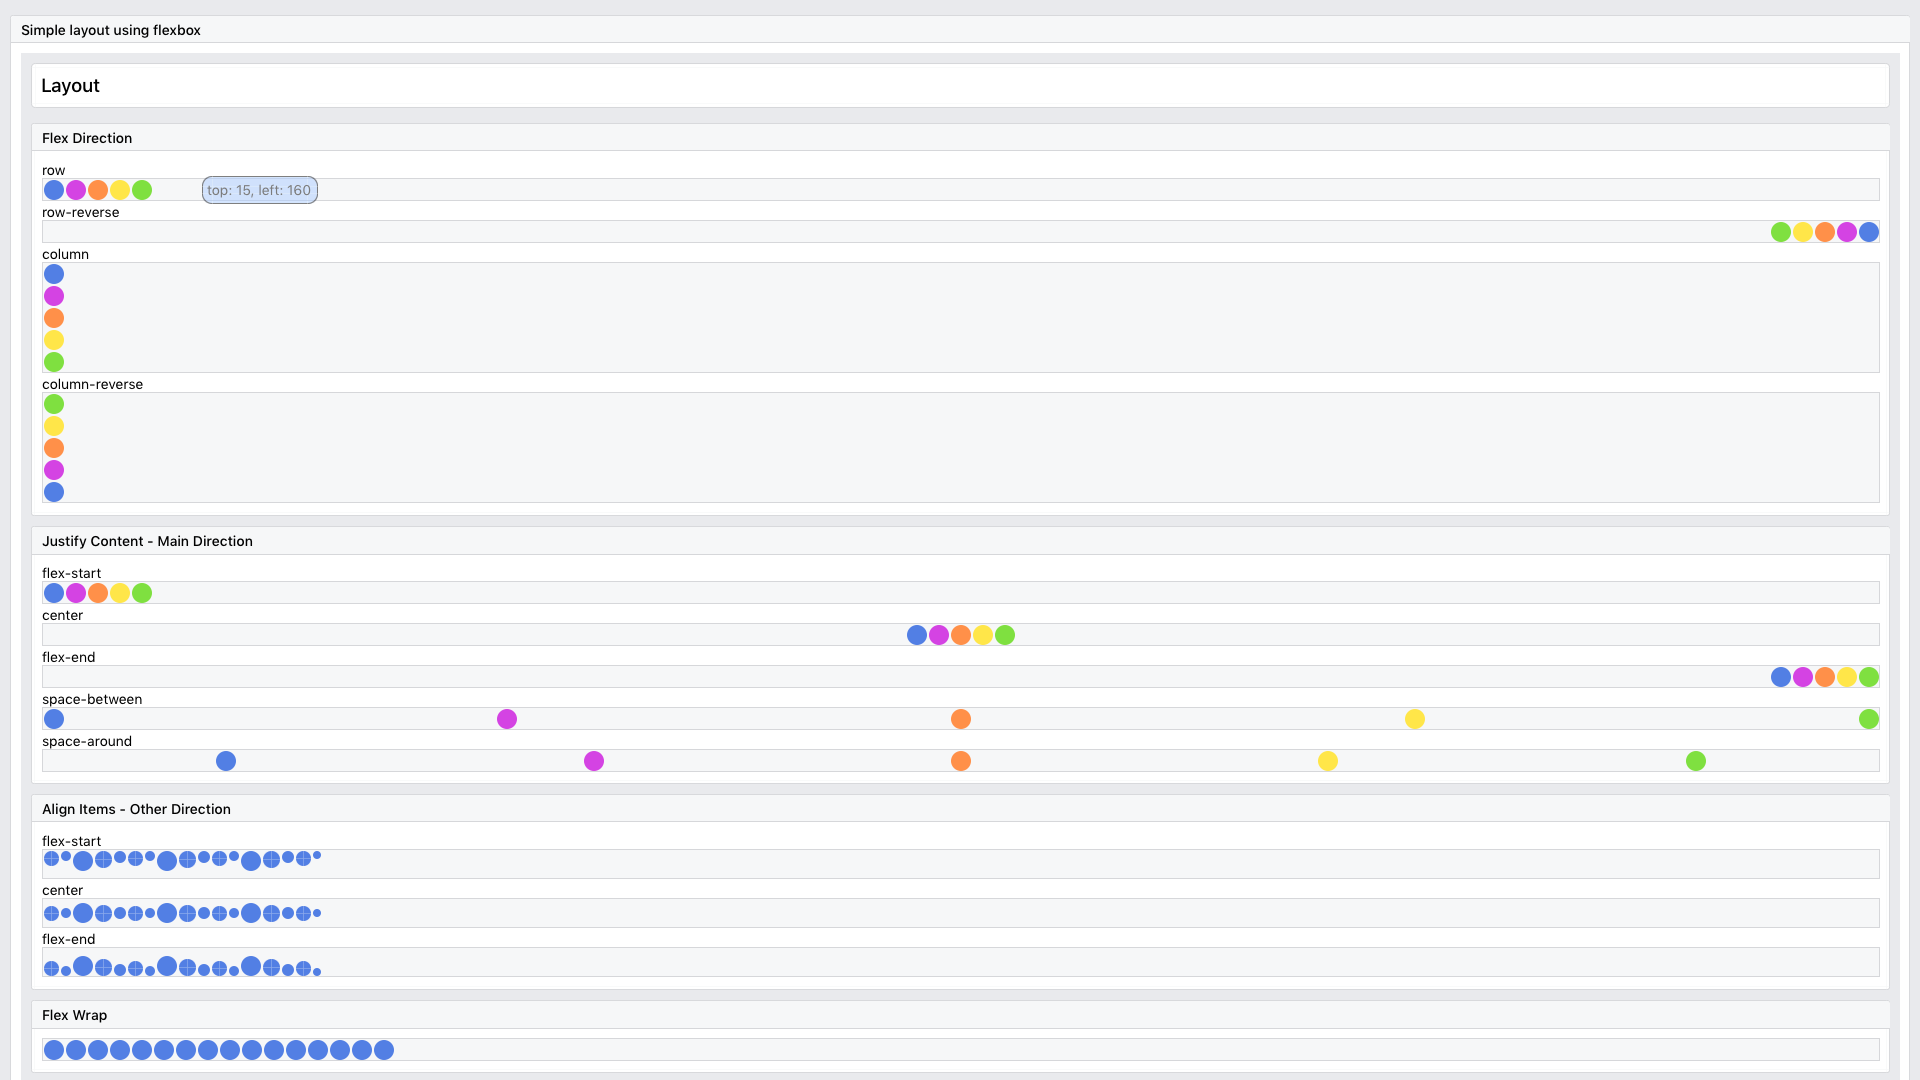 Simple layout using flexbox
Layout
Flex Direction
row
top: 15, left: 160
row-reverse
column
column-reverse
Justify Content - Main Direction
flex-start
center
flex-end
space-between
space-around
Align Items - Other Direction
flex-start
center
flex-end
Flex Wrap